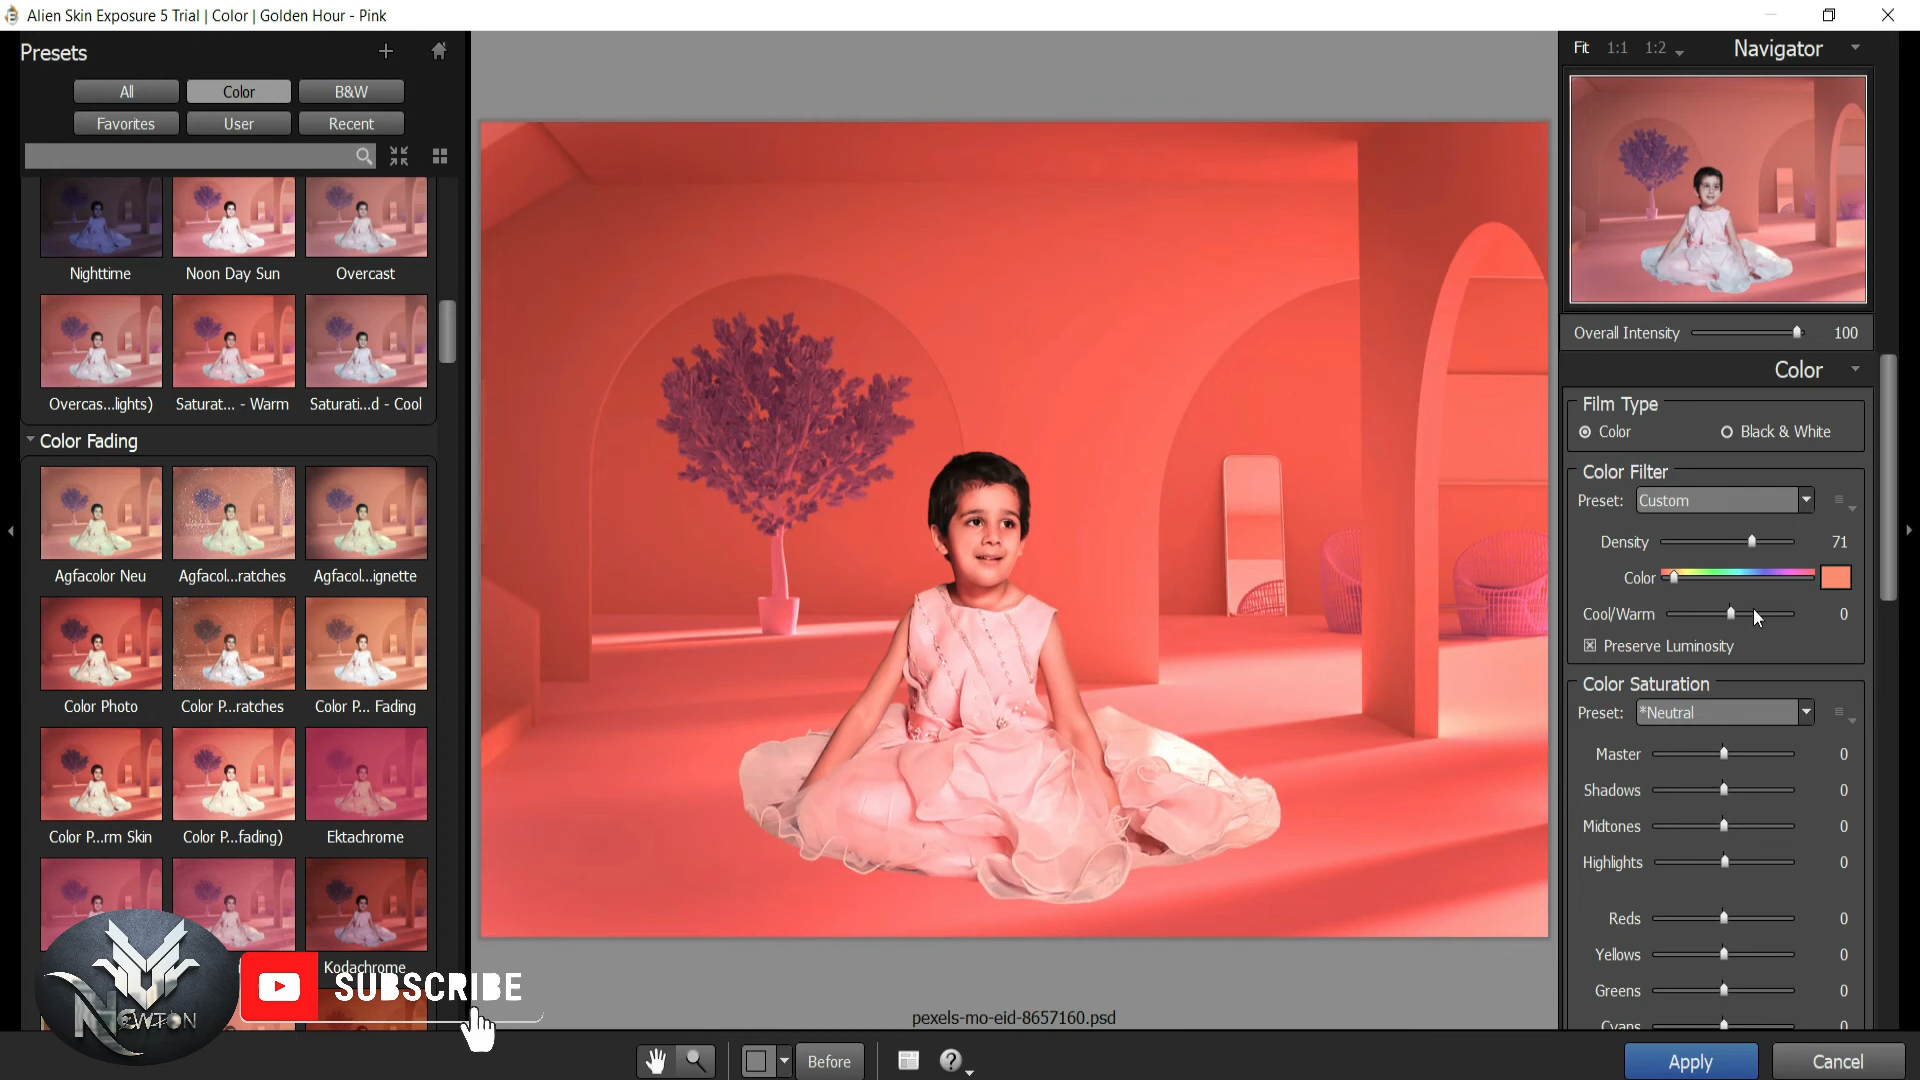 Alien Skin Exposure 5 Trial | Color | Golden Hour - Pink
Presets
All
Color
B&W
Favorites
User
Recent
Nighttime
Noon Day Sun
Overcast
Overcas...lights)
Saturat... - Warm
Saturati...d - Cool
Color Fading
Agfacolor Neu
Agfacol...ratches
Agfacol...ignette
Color Photo
Color P...ratches
Color P... Fading
Color P...rm Skin
Color P...fading)
Ektachrome
Kodachrome
NEWTON
SUBSCRIBE
pexels-mo-eid-8657160.psd
Before
Fit 1:1 1:2
Navigator
Overall Intensity 100
Color
Film Type
Color
Black & White
Color Filter
Preset: Custom
Density 71
Color
Cool/Warm 0
Preserve Luminosity
Color Saturation
Preset: *Neutral
Master 0
Shadows 0
Midtones 0
Highlights 0
Reds 0
Yellows 0
Greens 0
Cyans 0
Apply
Cancel